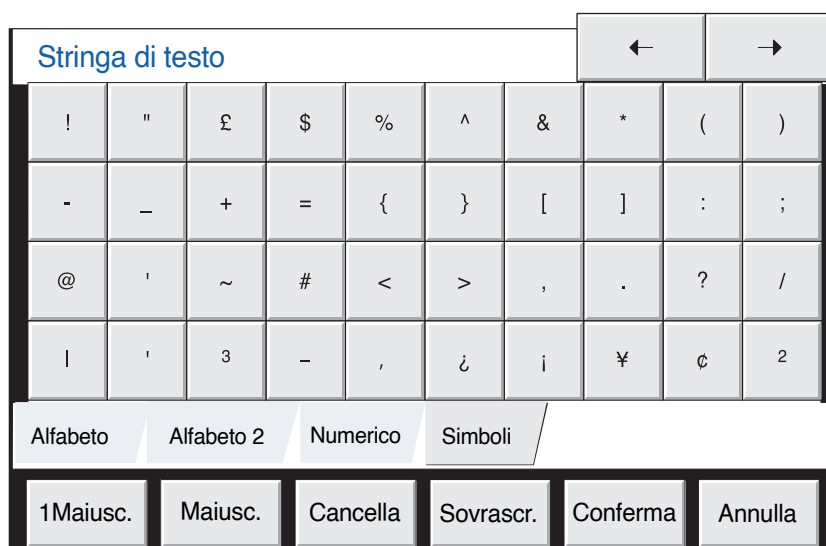 Stringa di testo ← →
! " £ $ % ^ & * ( )
- _ + = { } [ ] : ;
@ ' ~ # < > , . ? /
| ' ³ – , ¿ ¡ ¥ ¢ ²
Alfabeto Alfabeto 2 Numerico Simboli
1Maiusc. Maiusc. Cancella Sovrascr. Conferma Annulla